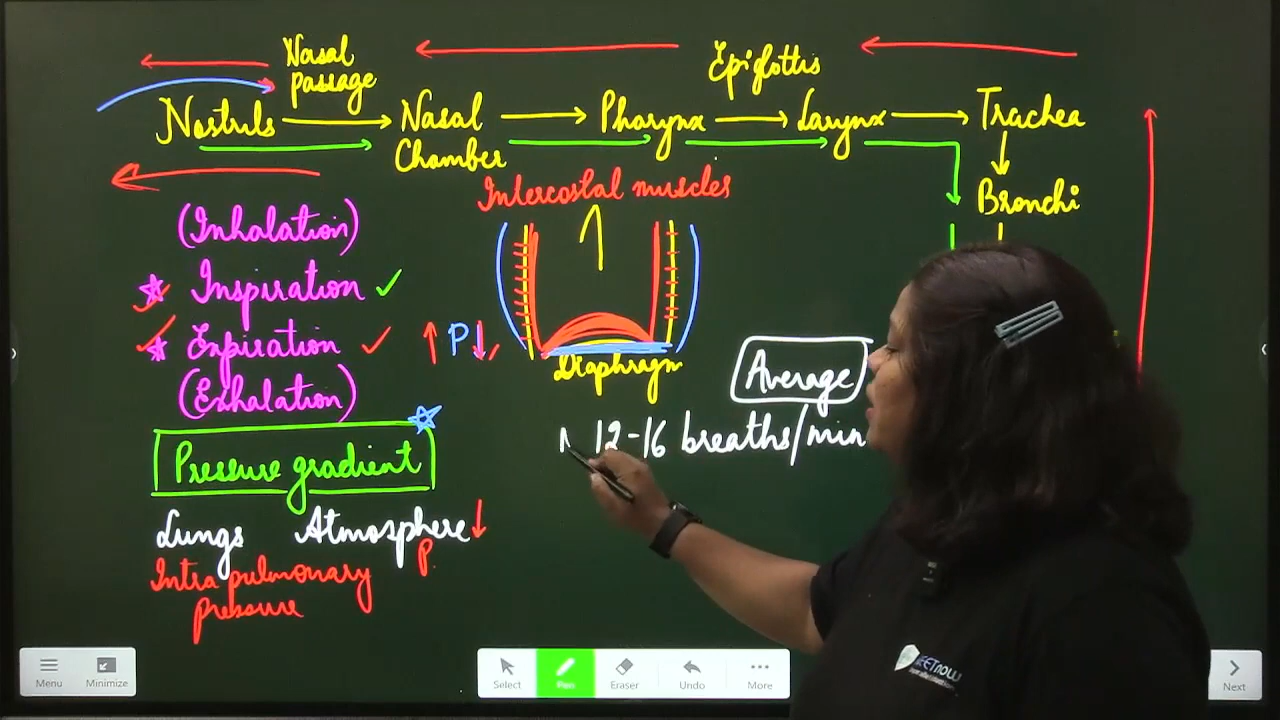 Nasal
passage
Epiglottis
Nostrils → Nasal Chamber → Pharynx → Larynx → Trachea
Bronchi
Intercostal muscles
(Inhalation)
Inspiration ✓
Expiration ✓
(Exhalation)
↑ P ↓
Diaphragm
Average
12-16 breaths/min
Pressure gradient
Lungs Atmosphere ↓
P.
Intra pulmonary
pressure
Menu
Minimize
Select
Pen
Eraser
Undo
More
Next